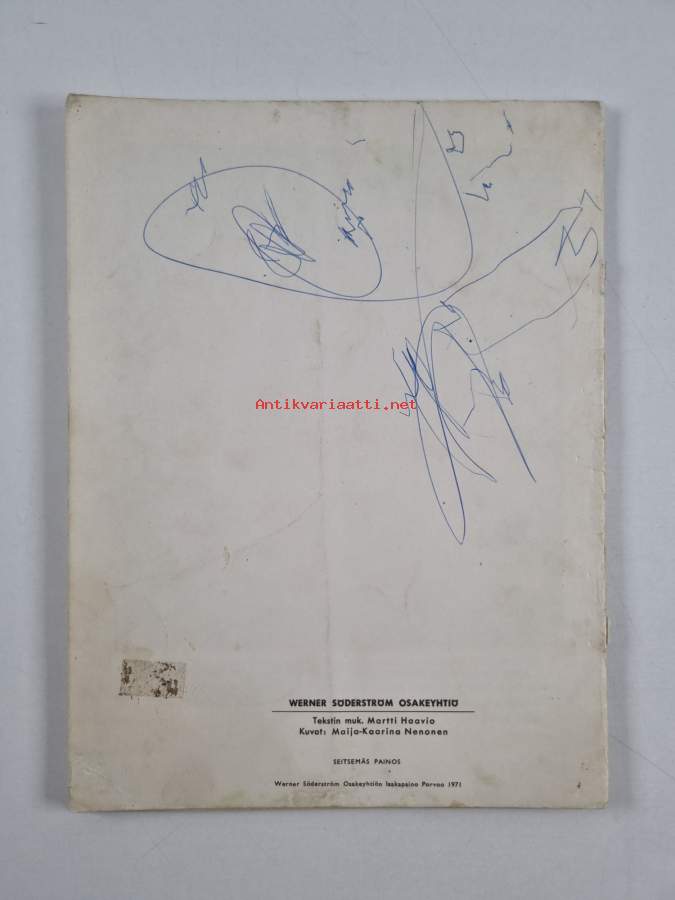 Antikvariaatti.net
WERNER SÖDERSTRÖM OSAKEYHTIÖ
Tekstin muk. Martti Haavio
Kuvat: Maija-Kaarina Nenonen
SEITSEMÄS PAINOS
Werner Söderström Osakeyhtiön laakapaino Porvoo 1971